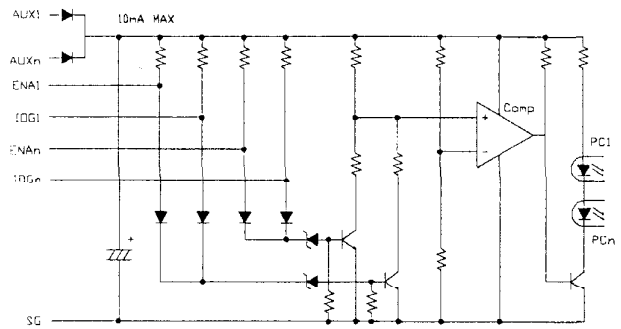 AUX1
10mA MAX
AUXn
ENA1
IOG1
ENAn
IOGn
Comp
+
-
PC1
PCn
+
SG